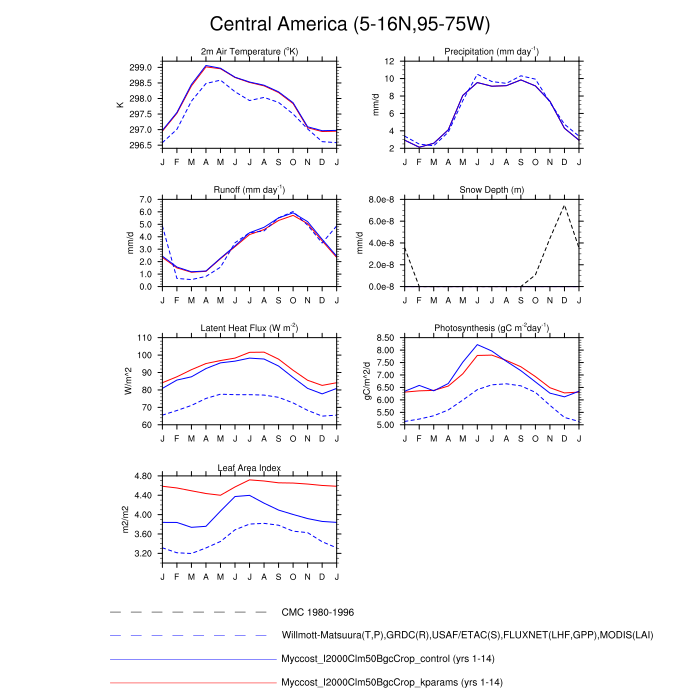 Central America (5-16N,95-75W)
2m Air Temperature (°K)
299.0
298.5
298.0
297.5
297.0
296.5
K
J F M A M J J A S O N D J
Precipitation (mm day-1)
12
10
8
6
4
2
mm/d
J F M A M J J A S O N D J
Runoff (mm day-1)
7.0
6.0
5.0
4.0
3.0
2.0
1.0
0.0
mm/d
J F M A M J J A S O N D J
Snow Depth (m)
8.0e-8
6.0e-8
4.0e-8
2.0e-8
0.0e-8
mm/d
J F M A M J J A S O N D J
Latent Heat Flux (W m-2)
110
100
90
80
70
60
W/m^2
J F M A M J J A S O N D J
Photosynthesis (gC m-2day-1)
8.50
8.00
7.50
7.00
6.50
6.00
5.50
5.00
gC/m^2/d
J F M A M J J A S O N D J
Leaf Area Index
4.80
4.40
4.00
3.60
3.20
m2/m2
J F M A M J J A S O N D J
CMC 1980-1996
Willmott-Matsuura(T,P),GRDC(R),USAF/ETAC(S),FLUXNET(LHF,GPP),MODIS(LAI)
Myccost_I2000Clm50BgcCrop_control (yrs 1-14)
Myccost_I2000Clm50BgcCrop_kparams (yrs 1-14)